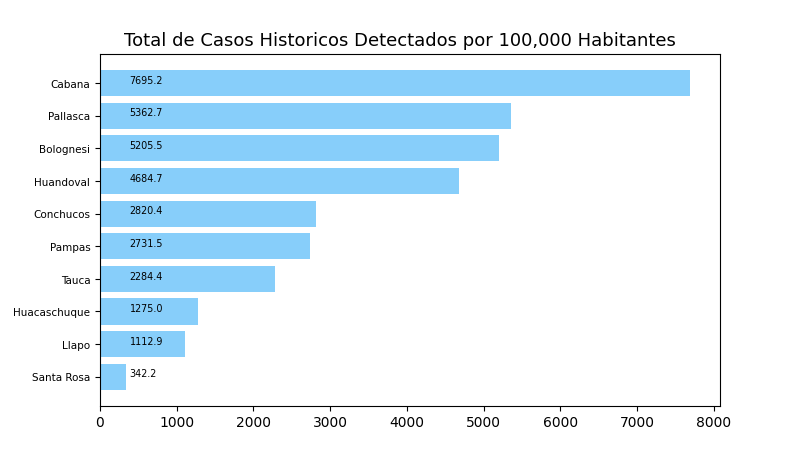 Total de Casos Historicos Detectados por 100,000 Habitantes
Cabana 7695.2
Pallasca 5362.7
Bolognesi 5205.5
Huandoval 4684.7
Conchucos 2820.4
Pampas 2731.5
Tauca 2284.4
Huacaschuque 1275.0
Llapo 1112.9
Santa Rosa 342.2
0 1000 2000 3000 4000 5000 6000 7000 8000